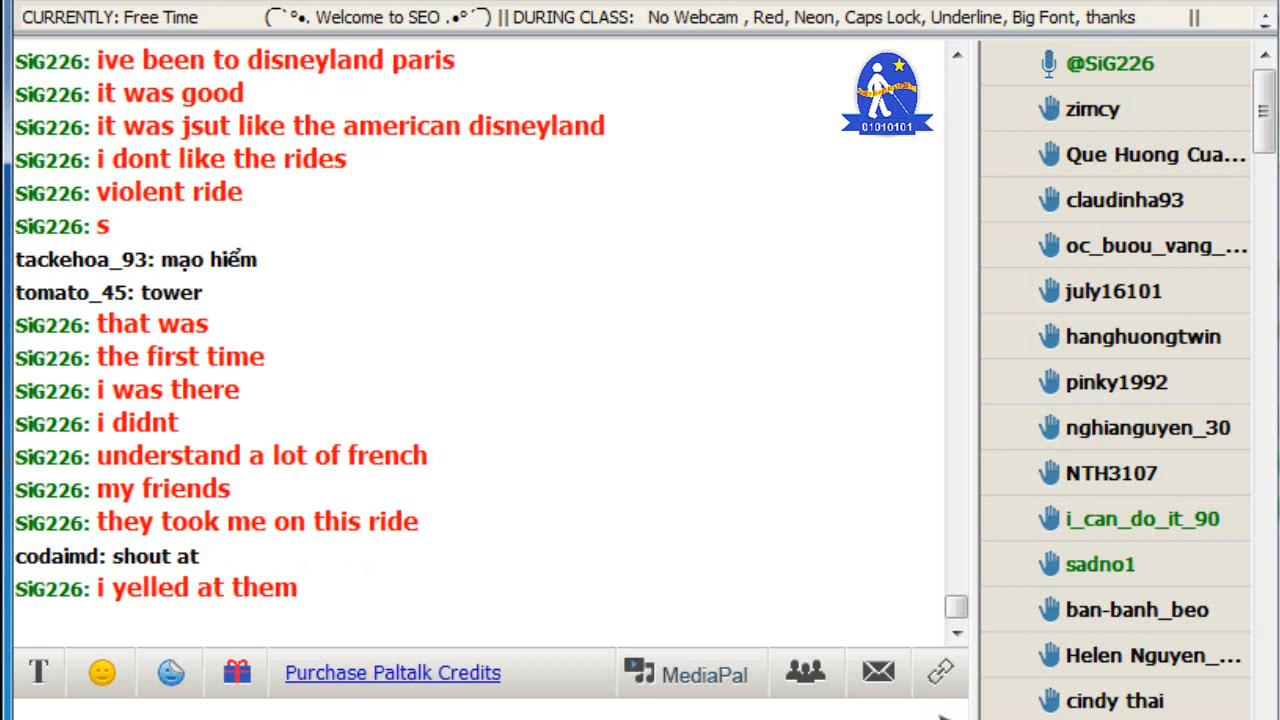 CURRENTLY: Free Time (¯`°•. Welcome to SEO .•°´¯) || DURING CLASS: No Webcam , Red, Neon, Caps Lock, Underline, Big Font, thanks ||
SiG226: ive been to disneyland paris
SiG226: it was good
SiG226: it was jsut like the american disneyland
SiG226: i dont like the rides
SiG226: violent ride
SiG226: s
tackehoa_93: mạo hiểm
tomato_45: tower
SiG226: that was
SiG226: the first time
SiG226: i was there
SiG226: i didnt
SiG226: understand a lot of french
SiG226: my friends
SiG226: they took me on this ride
codaimd: shout at
SiG226: i yelled at them
01010101
@SiG226
zimcy
Que Huong Cua...
claudinha93
oc_buou_vang_...
july16101
hanghuongtwin
pinky1992
nghianguyen_30
NTH3107
i_can_do_it_90
sadno1
ban-banh_beo
Helen Nguyen_...
cindy thai
T
Purchase Paltalk Credits
MediaPal